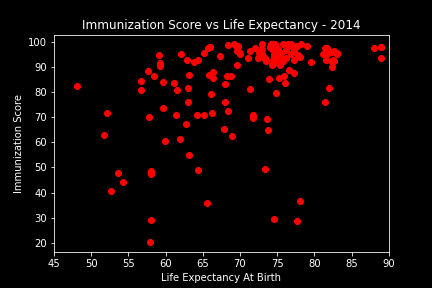 Immunization Score vs Life Expectancy - 2014
Immunization Score
100
90
80
70
60
50
40
30
20
45 50 55 60 65 70 75 80 85 90
Life Expectancy At Birth